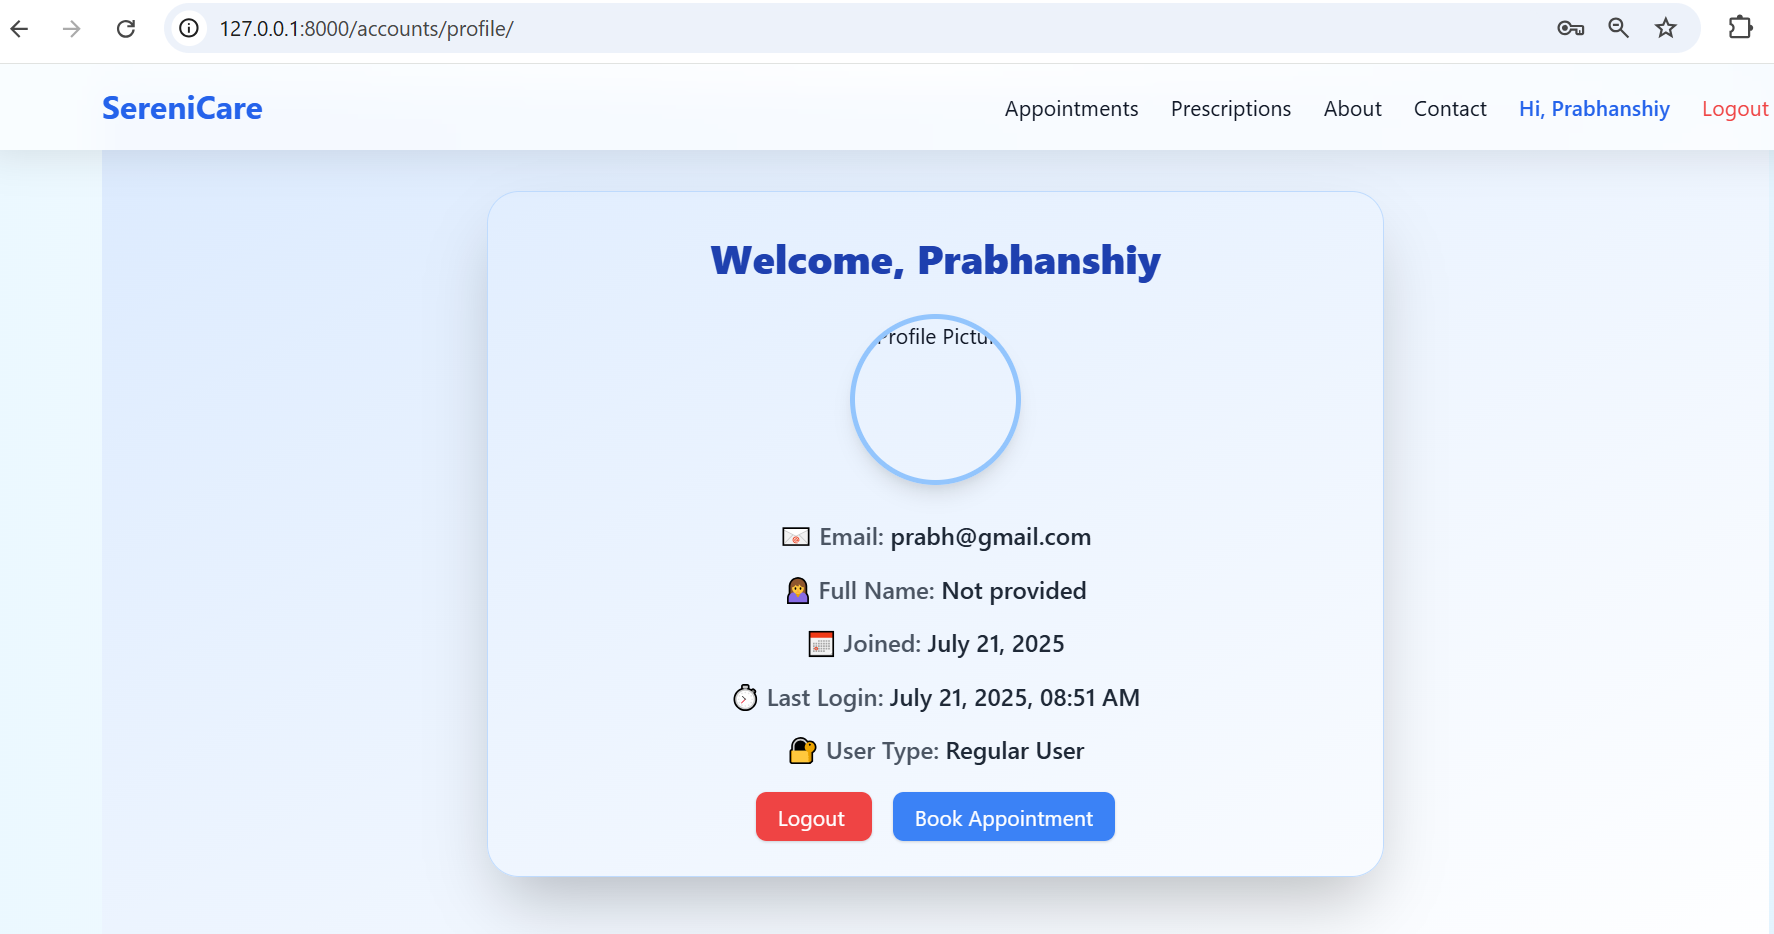 127.0.0.1:8000/accounts/profile/
SereniCare
Appointments Prescriptions About Contact Hi, Prabhanshiy Logout
Welcome, Prabhanshiy
Profile Pictur
Email: prabh@gmail.com
Full Name: Not provided
Joined: July 21, 2025
Last Login: July 21, 2025, 08:51 AM
User Type: Regular User
Logout Book Appointment